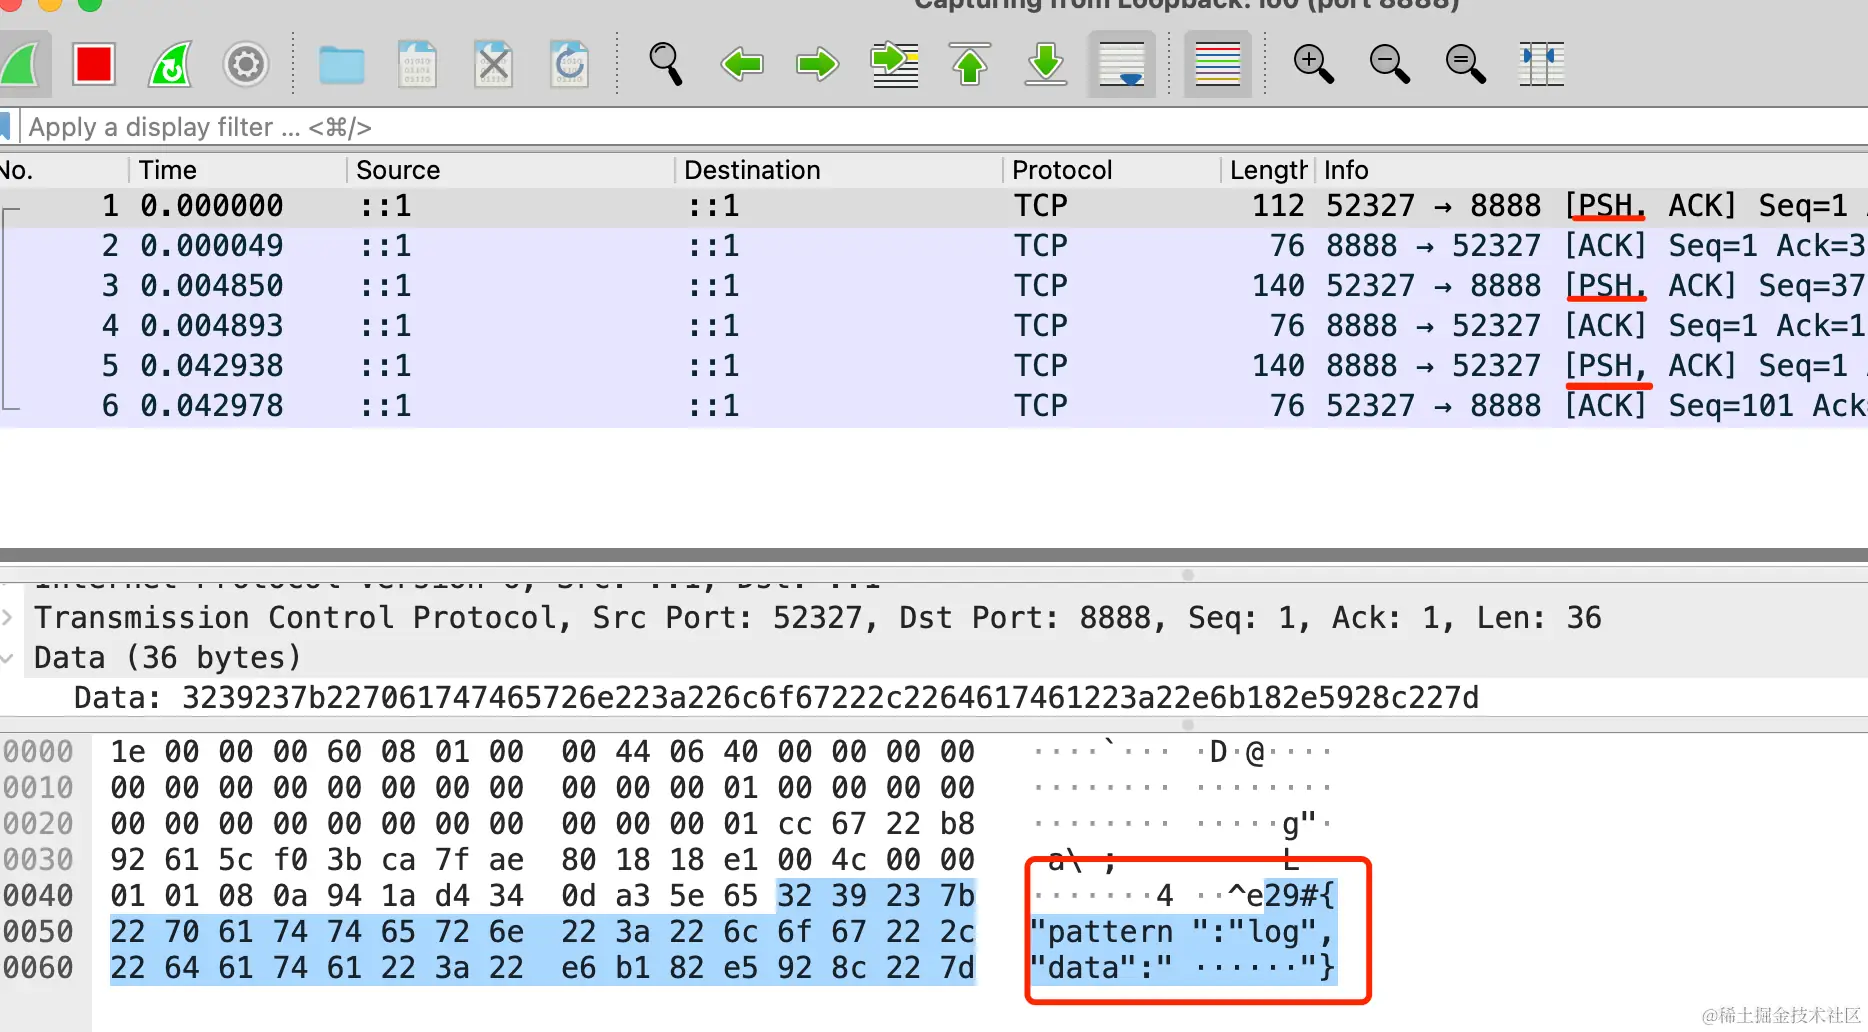 Capturing from Loopback: lo0 (port 8888)
Apply a display filter ... <⌘/>
No. Time Source Destination Protocol Length Info
1 0.000000 ::1 ::1 TCP 112 52327 → 8888 [PSH, ACK] Seq=1
2 0.000049 ::1 ::1 TCP 76 8888 → 52327 [ACK] Seq=1 Ack=3
3 0.004850 ::1 ::1 TCP 140 52327 → 8888 [PSH, ACK] Seq=37
4 0.004893 ::1 ::1 TCP 76 8888 → 52327 [ACK] Seq=1 Ack=1
5 0.042938 ::1 ::1 TCP 140 8888 → 52327 [PSH, ACK] Seq=1
6 0.042978 ::1 ::1 TCP 76 52327 → 8888 [ACK] Seq=101 Ack
Internet Protocol Version 6, Src: ::1, Dst: ::1
Transmission Control Protocol, Src Port: 52327, Dst Port: 8888, Seq: 1, Ack: 1, Len: 36
Data (36 bytes)
Data: 3239237b227061747465726e223a226c6f67222c2264617461223a22e6b182e5928c227d
0000 1e 00 00 00 60 08 01 00 00 44 06 40 00 00 00 00 ····`··· ·D·@····
0010 00 00 00 00 00 00 00 00 00 00 00 01 00 00 00 00 ········ ········
0020 00 00 00 00 00 00 00 00 00 00 00 01 cc 67 22 b8 ········ ·····g"·
0030 92 61 5c f0 3b ca 7f ae 80 18 18 e1 00 4c 00 00 a\ ; L
0040 01 01 08 0a 94 1a d4 34 0d a3 5e 65 32 39 23 7b ·······4 ··^e29#{
0050 22 70 61 74 74 65 72 6e 22 3a 22 6c 6f 67 22 2c "pattern ":"log",
0060 22 64 61 74 61 22 3a 22 e6 b1 82 e5 92 8c 22 7d "data":" ······"}
@稀土掘金技术社区